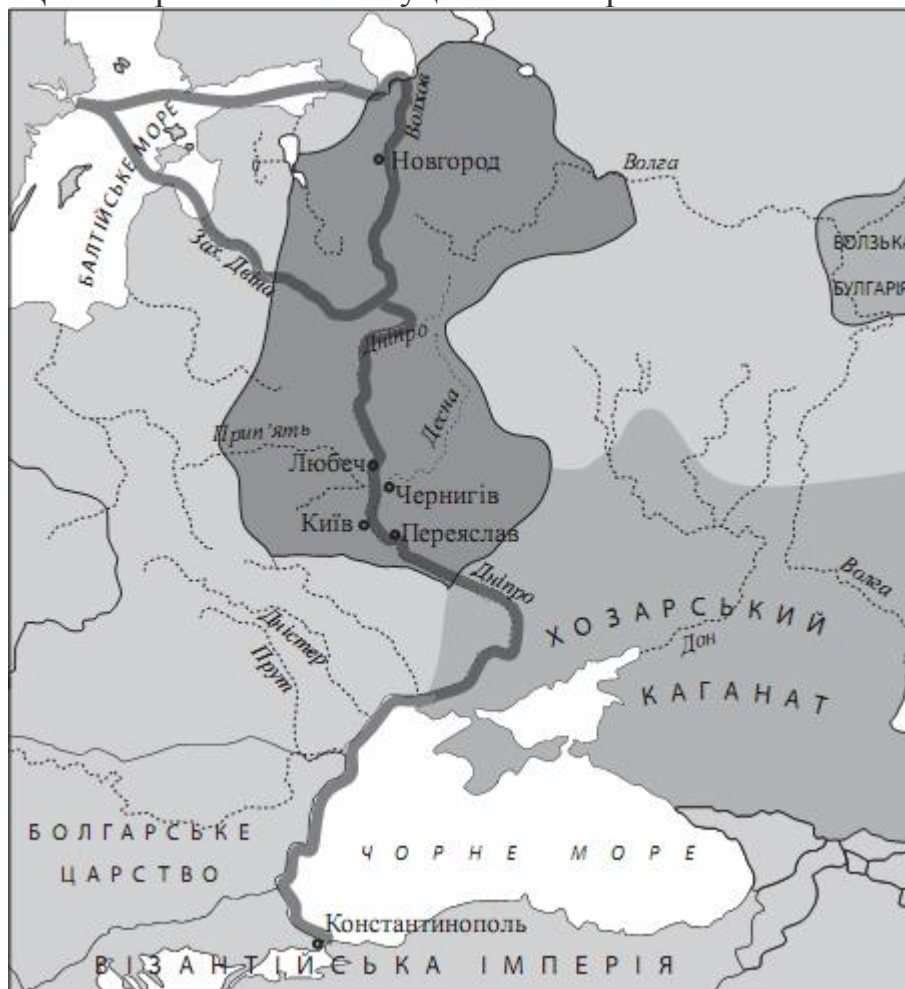 Волхов
Новгород
Волга
БАЛТІЙСЬКЕ МОРЕ
Зах. Двіна
ВОЛЗЬКА
БУЛГАРІЯ
Дніпро
Десна
Прип'ять
Любеч
Чернигів
Київ
Переяслав
Дніпро
Волга
ХОЗАРСЬКИЙ
Дністер
Дон
Прут
КАГАНАТ
БОЛГАРСЬКЕ
ЦАРСТВО
ЧОРНЕ МОРЕ
Константинополь
ВІЗАНТІЙСЬКА ІМПЕРІЯ